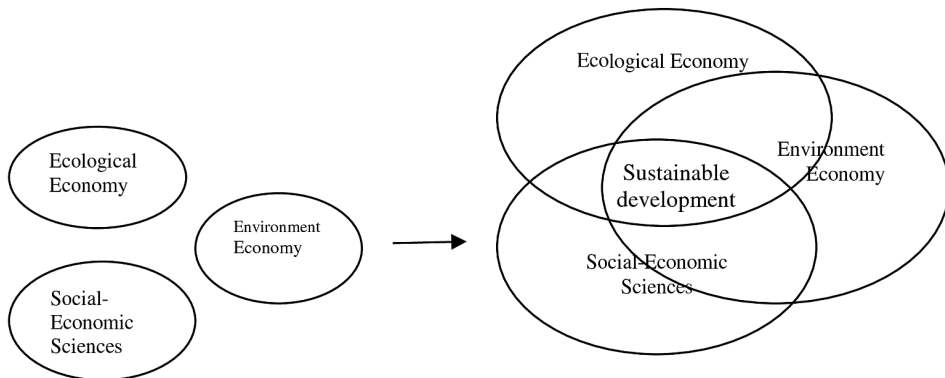 Ecological
Economy
Environment
Economy
Social-
Economic
Sciences
Ecological Economy
Environment
Economy
Sustainable
development
Social-Economic
Sciences